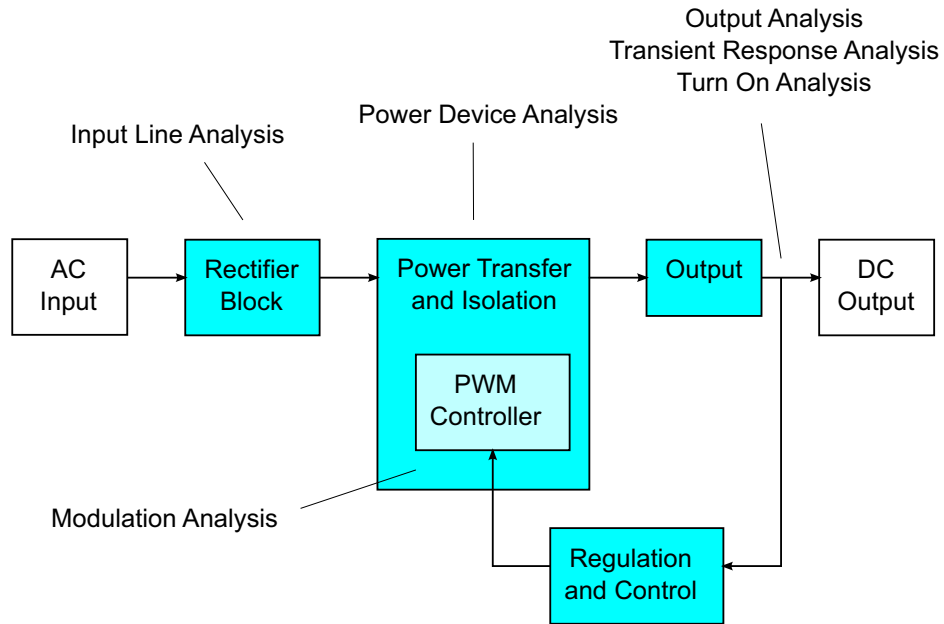 Output Analysis
Transient Response Analysis
Turn On Analysis
Power Device Analysis
Input Line Analysis
AC
Input
Rectifier
Block
Power Transfer
and Isolation
Output
DC
Output
PWM
Controller
Modulation Analysis
Regulation
and Control